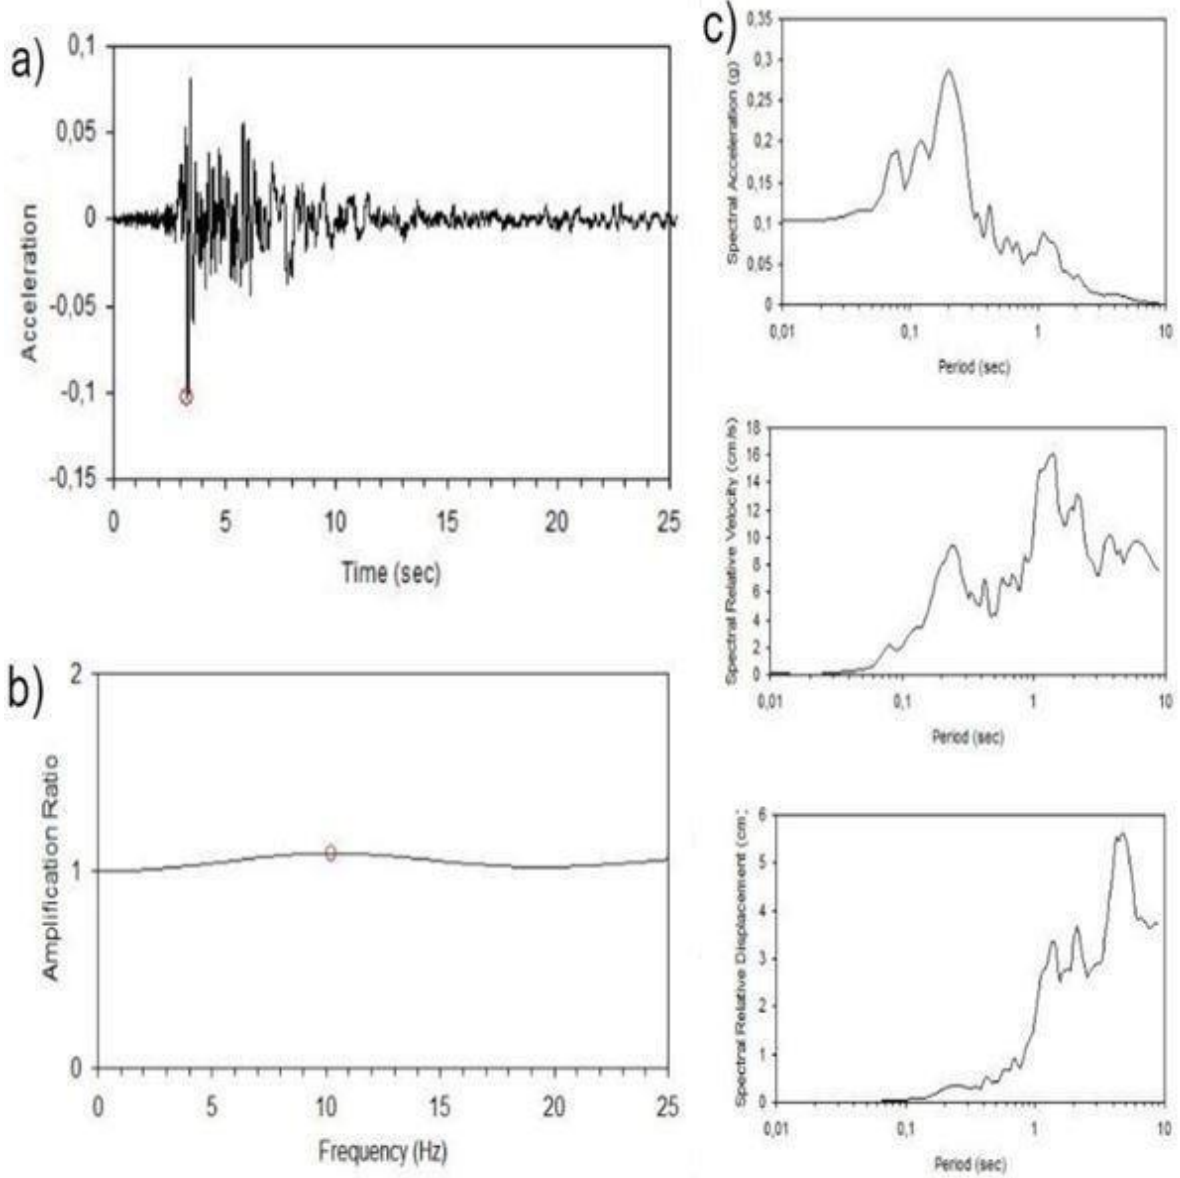 a)
0,1
0,05
0
-0,05
-0,1
-0,15
Acceleration
0 5 10 15 20 25
Time (sec)
b)
2
1
0
Amplification Ratio
0 5 10 15 20 25
Frequency (Hz)
c)
0,35
0,3
0,25
0,2
0,15
0,1
0,05
0
Spectral Acceleration (g)
0,01 0,1 1 10
Period (sec)
18
16
14
12
10
8
6
4
2
0
Spectral Relative Velocity (cm/s)
0,01 0,1 1 10
Period (sec)
6
5
4
3
2
1
0
Spectral Relative Displacement (cm;
0,01 0,1 1 10
Period (sec)